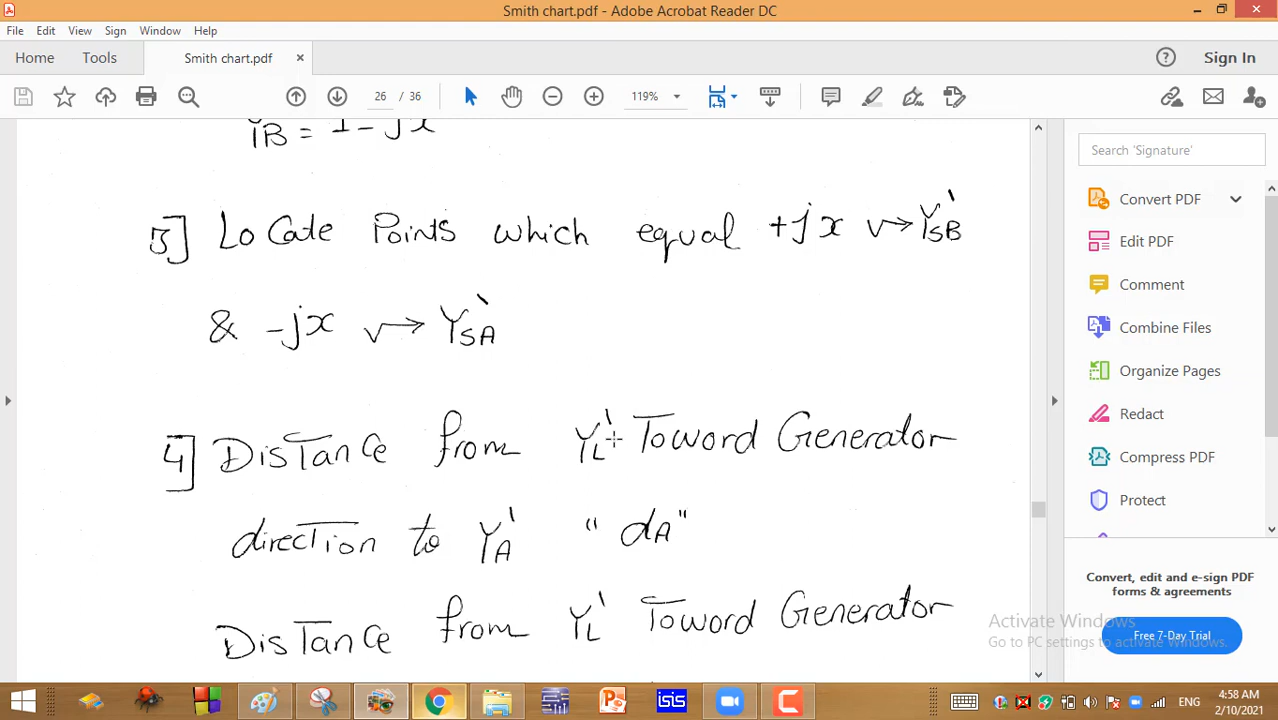 Smith chart.pdf - Adobe Acrobat Reader DC
File Edit View Sign Window Help
Home Tools Smith chart.pdf × Sign In
26 / 36 119%
Y`B = 1 - jx
5] LoCate Points which equal +jx → Y`SB
& -jx → Y`SA
4] DisTance from Y`L Toword Generator
direcTion to Y`A " dA "
DisTance from Y`L Toword Generator
Search 'Signature'
Convert PDF
Edit PDF
Comment
Combine Files
Organize Pages
Redact
Compress PDF
Protect
Convert, edit and e-sign PDF
forms & agreements
Free 7-Day Trial
Activate Windows
Go to PC settings to activate Windows.
isis
ENG
4:58 AM
2/10/2021